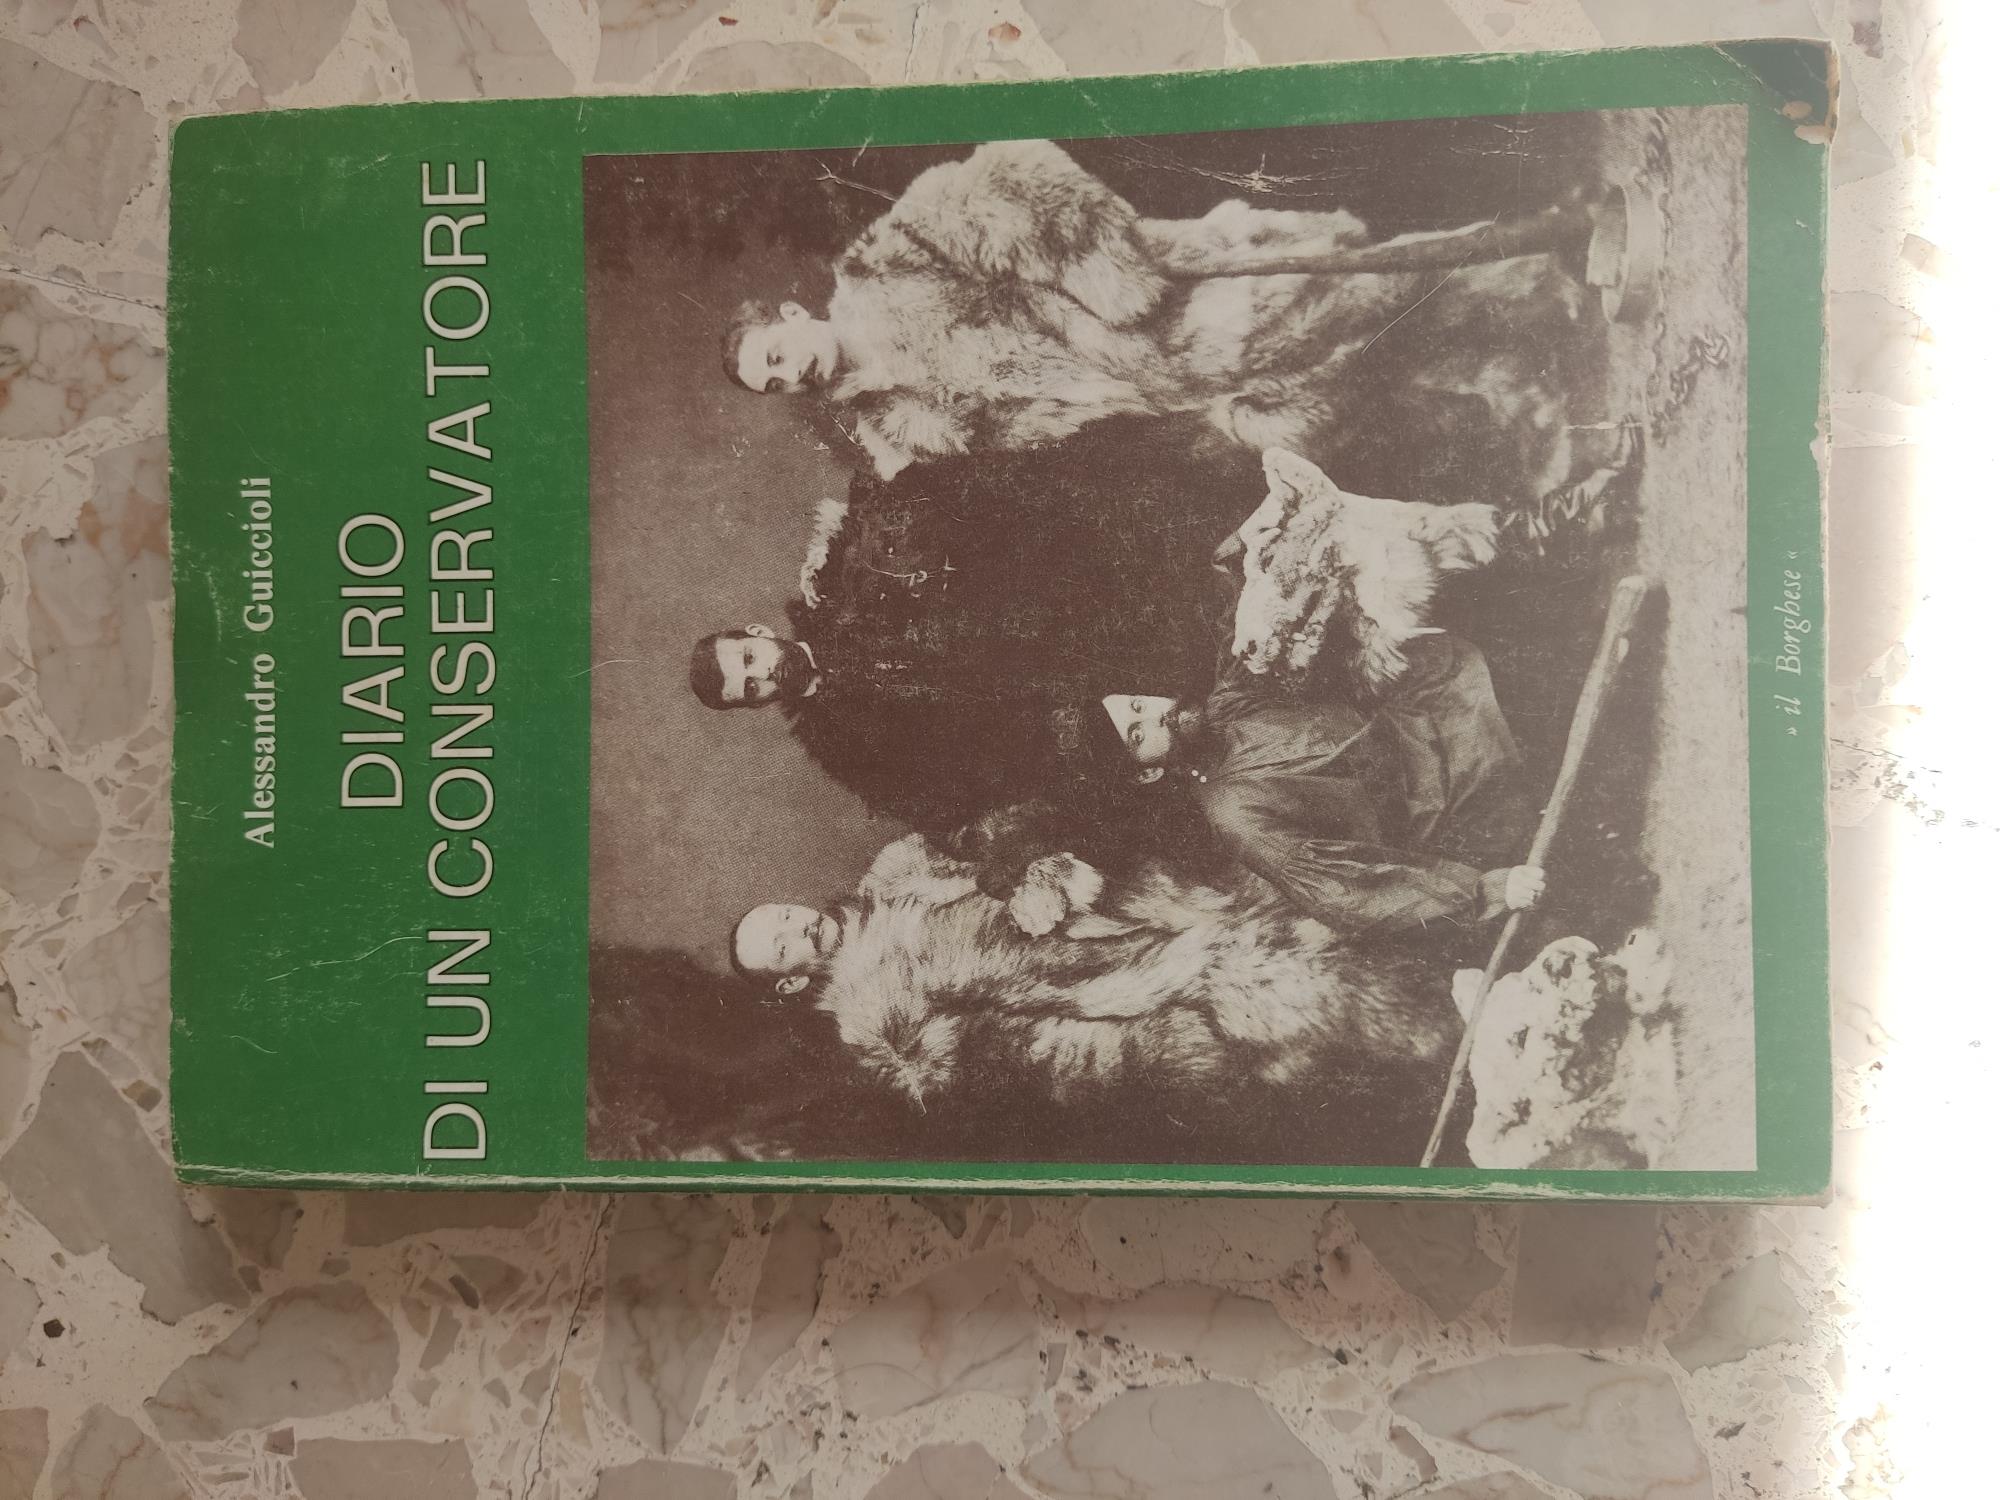 Alessandro Guiccioli
DIARIO
DI UN CONSERVATORE
» il Borghese «